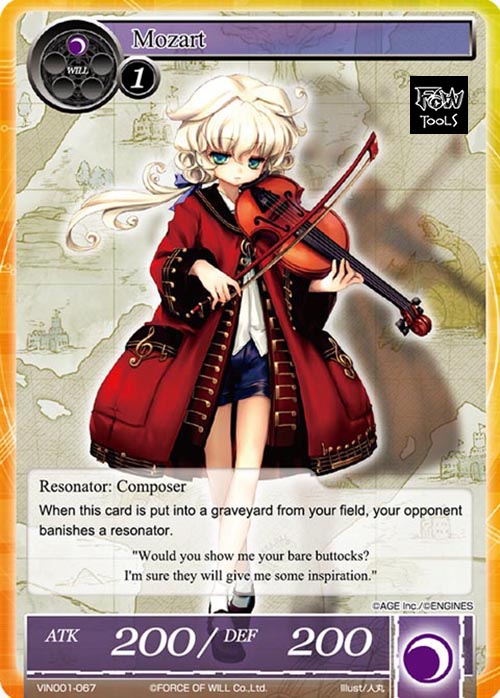 Mozart
WILL
1
FOW
TOOLS
Resonator: Composer
When this card is put into a graveyard from your field, your opponent
banishes a resonator.
"Would you show me your bare buttocks?
I'm sure they will give me some inspiration."
©AGE Inc./©ENGINES
ATK 200 / DEF 200
VIN001-067 ©FORCE OF WILL Co.,Ltd. Illust/人丸